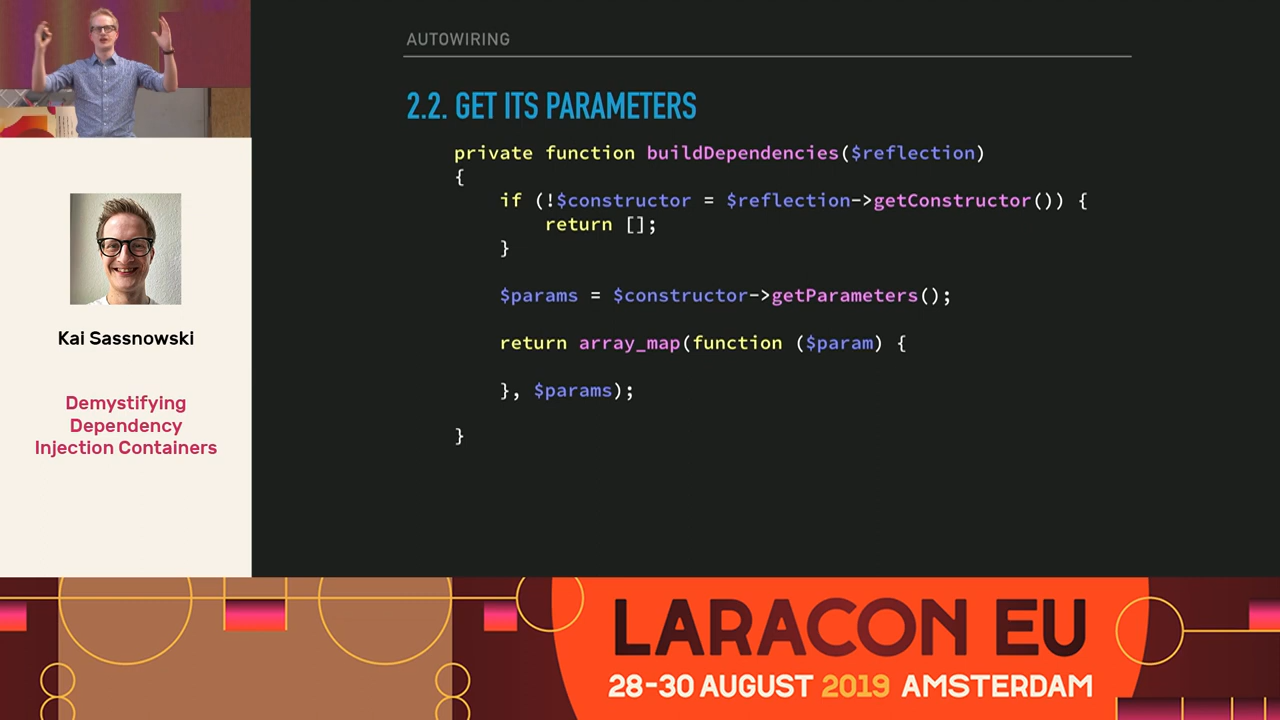 AUTOWIRING
2.2. GET ITS PARAMETERS
private function buildDependencies($reflection)
{
if (!$constructor = $reflection->getConstructor()) {
return [];
}
$params = $constructor->getParameters();
return array_map(function ($param) {
}, $params);
}
Kai Sassnowski
Demystifying
Dependency
Injection Containers
LARACON EU
28-30 AUGUST 2019 AMSTERDAM